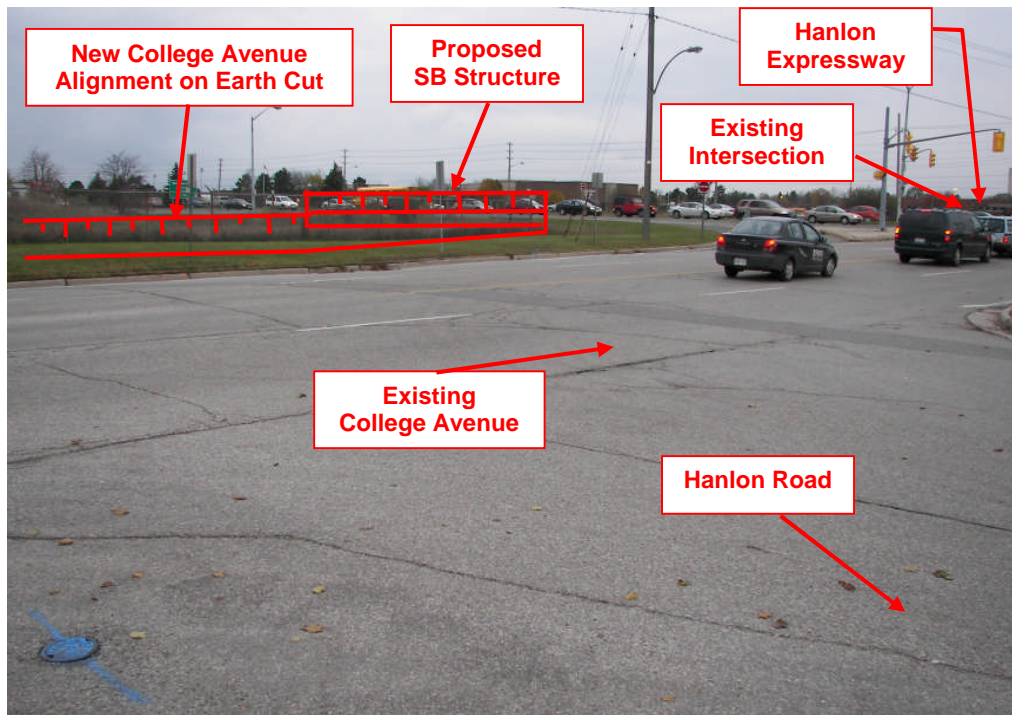 New College Avenue
Alignment on Earth Cut
Proposed
SB Structure
Hanlon
Expressway
Existing
Intersection
Existing
College Avenue
Hanlon Road